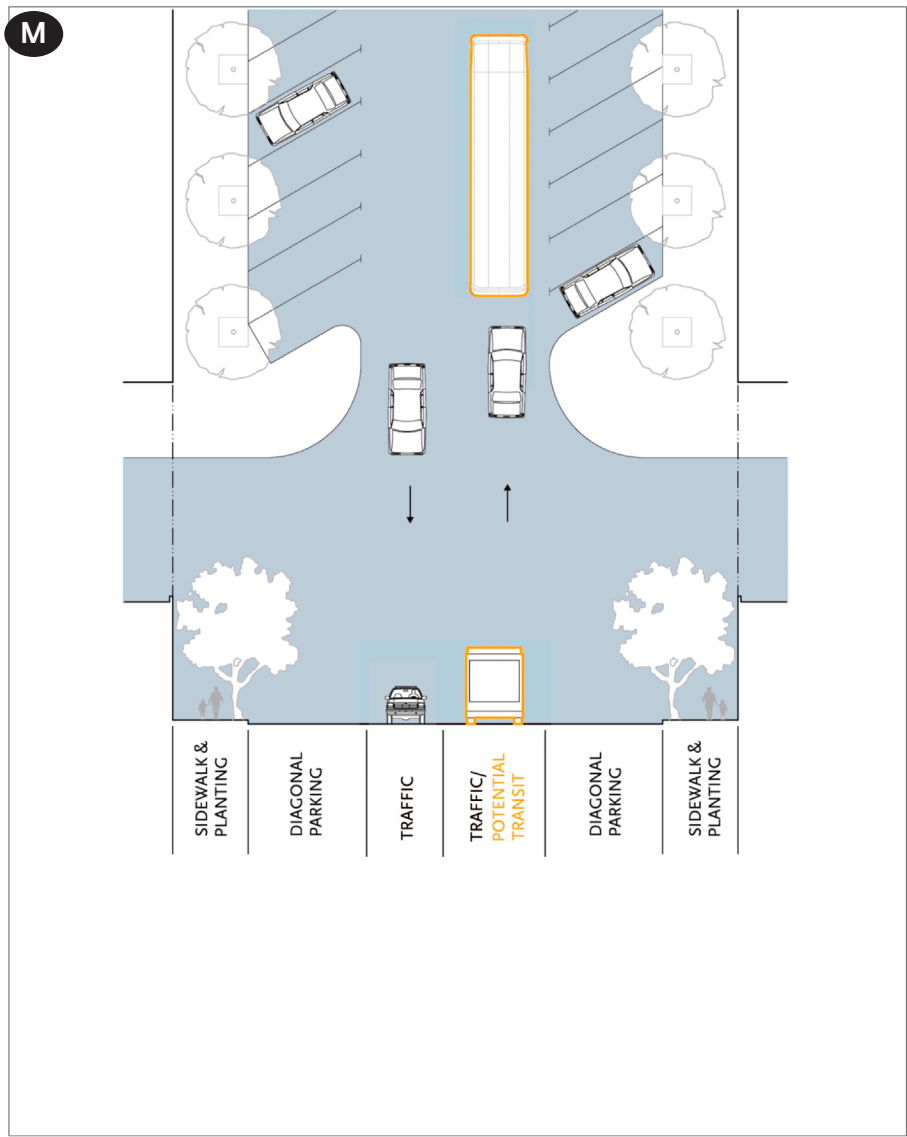 M
SIDEWALK &
PLANTING
DIAGONAL
PARKING
TRAFFIC
TRAFFIC/
POTENTIAL
TRANSIT
DIAGONAL
PARKING
SIDEWALK &
PLANTING